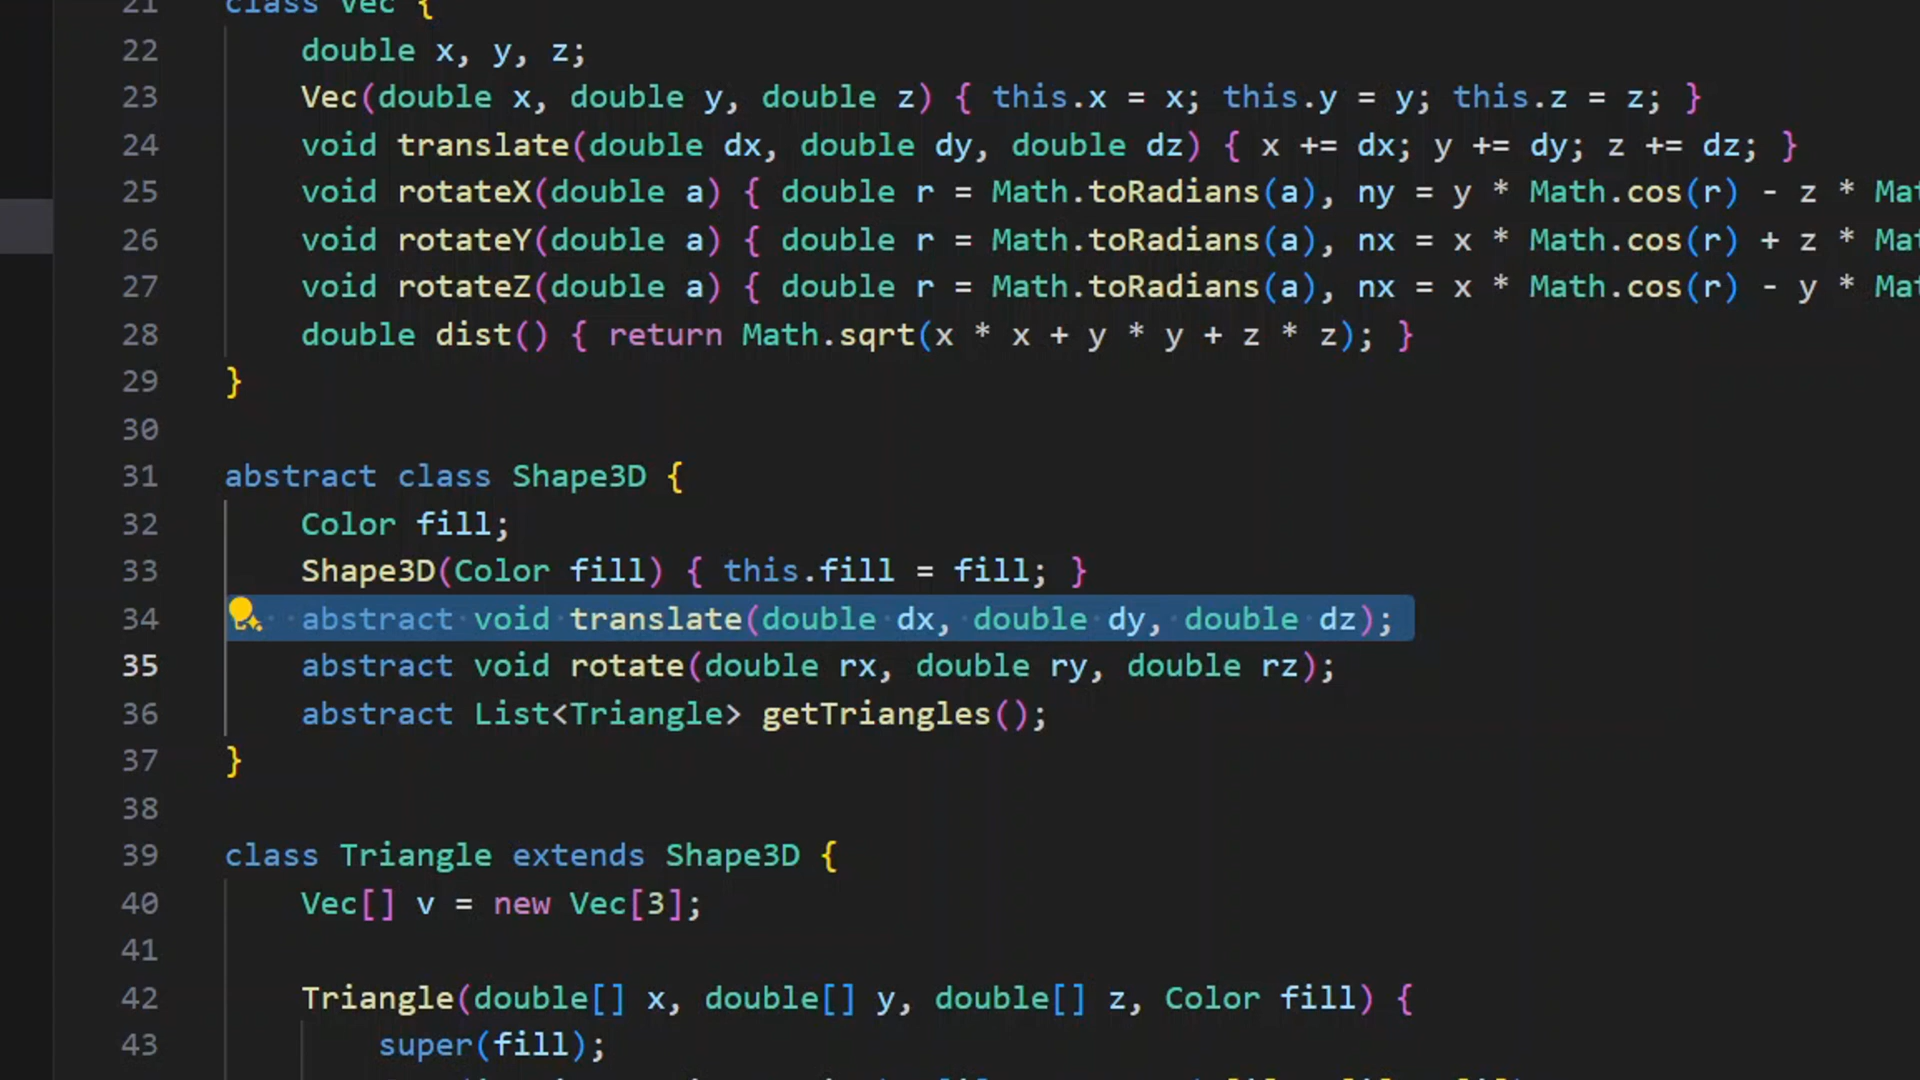 21 class Vec {
22 double x, y, z;
23 Vec(double x, double y, double z) { this.x = x; this.y = y; this.z = z; }
24 void translate(double dx, double dy, double dz) { x += dx; y += dy; z += dz; }
25 void rotateX(double a) { double r = Math.toRadians(a), ny = y * Math.cos(r) - z * Mat
26 void rotateY(double a) { double r = Math.toRadians(a), nx = x * Math.cos(r) + z * Mat
27 void rotateZ(double a) { double r = Math.toRadians(a), nx = x * Math.cos(r) - y * Mat
28 double dist() { return Math.sqrt(x * x + y * y + z * z); }
29 }
30
31 abstract class Shape3D {
32 Color fill;
33 Shape3D(Color fill) { this.fill = fill; }
34 abstract void translate(double dx, double dy, double dz);
35 abstract void rotate(double rx, double ry, double rz);
36 abstract List<Triangle> getTriangles();
37 }
38
39 class Triangle extends Shape3D {
40 Vec[] v = new Vec[3];
41
42 Triangle(double[] x, double[] y, double[] z, Color fill) {
43 super(fill);